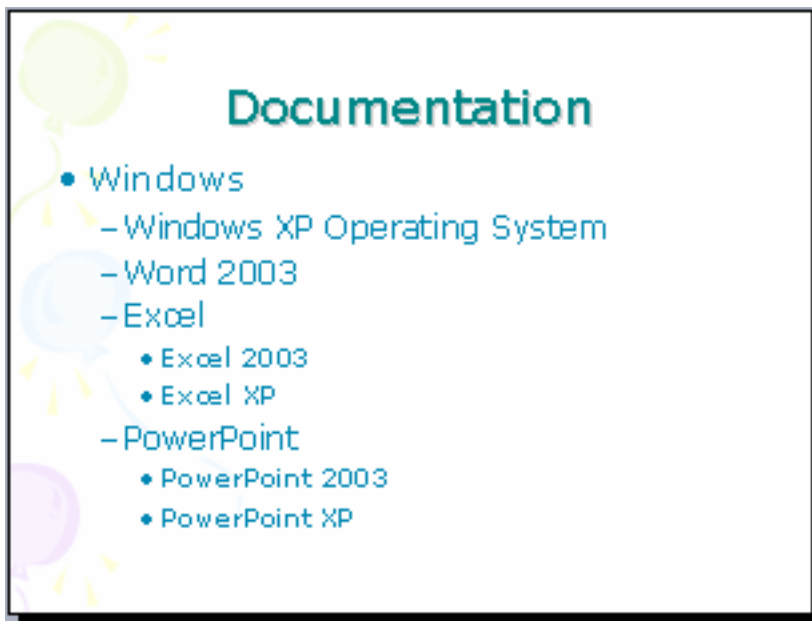 Documentation
• Windows
– Windows XP Operating System
– Word 2003
– Excel
• Excel 2003
• Excel XP
– PowerPoint
• PowerPoint 2003
• PowerPoint XP